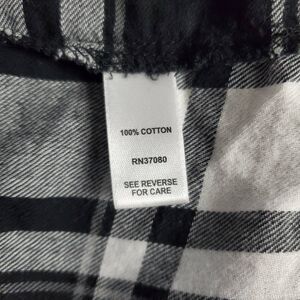 100% COTTON
RN37080
SEE REVERSE
FOR CARE